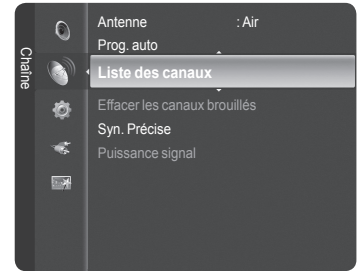 Chaîne
Antenne : Air
Prog. auto
Liste des canaux
Effacer les canaux brouillés
Syn. Précise
Puissance signal